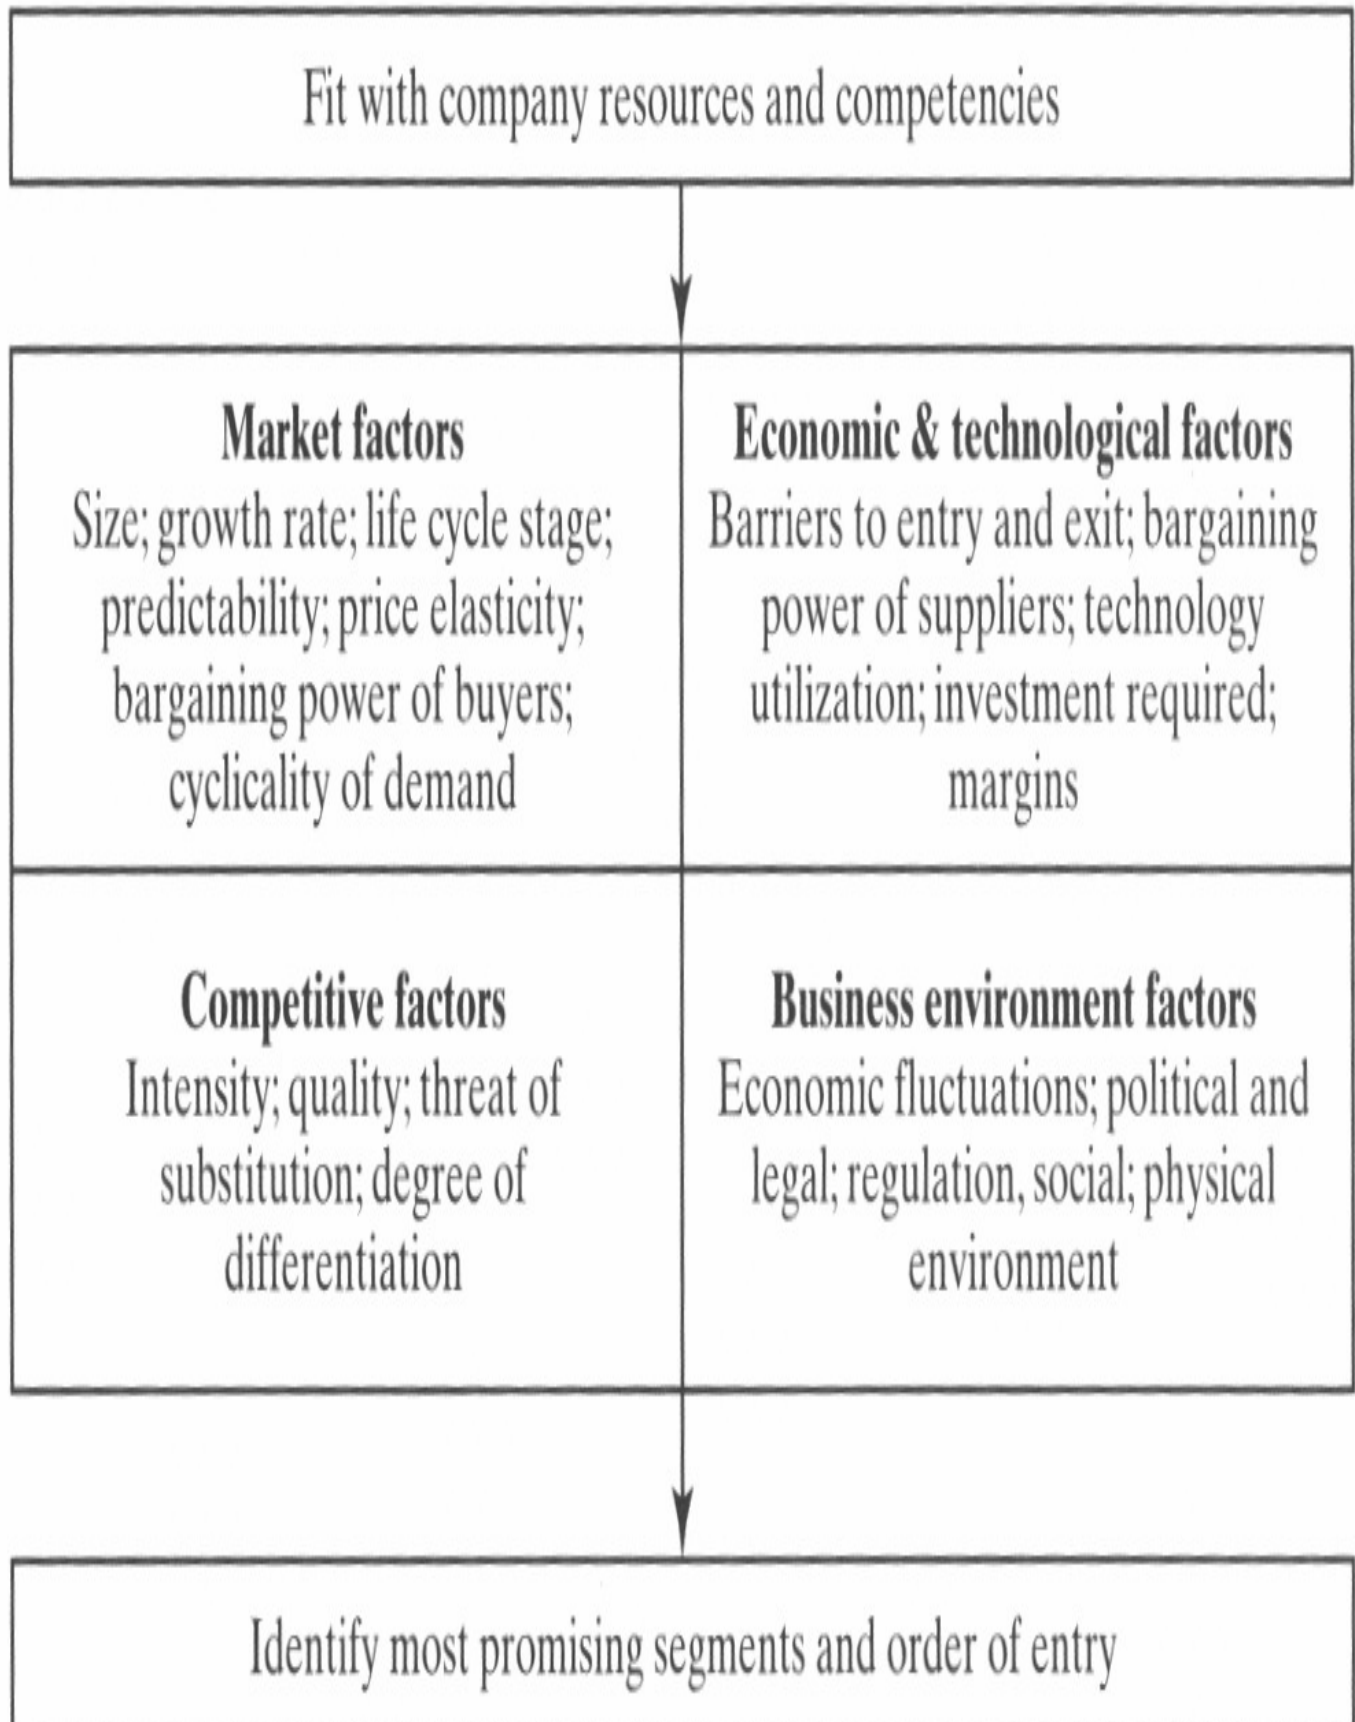 Fit with company resources and competencies
Market factors
Size; growth rate; life cycle stage;
predictability; price elasticity;
bargaining power of buyers;
cyclicality of demand
Economic & technological factors
Barriers to entry and exit; bargaining
power of suppliers; technology
utilization; investment required;
margins
Competitive factors
Intensity; quality; threat of
substitution; degree of
differentiation
Business environment factors
Economic fluctuations; political and
legal; regulation, social; physical
environment
Identify most promising segments and order of entry